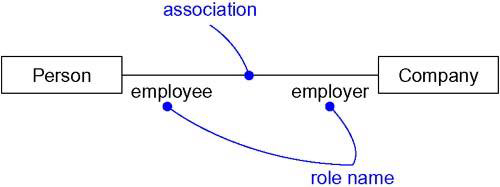 association
Person
Company
employee
employer
role name